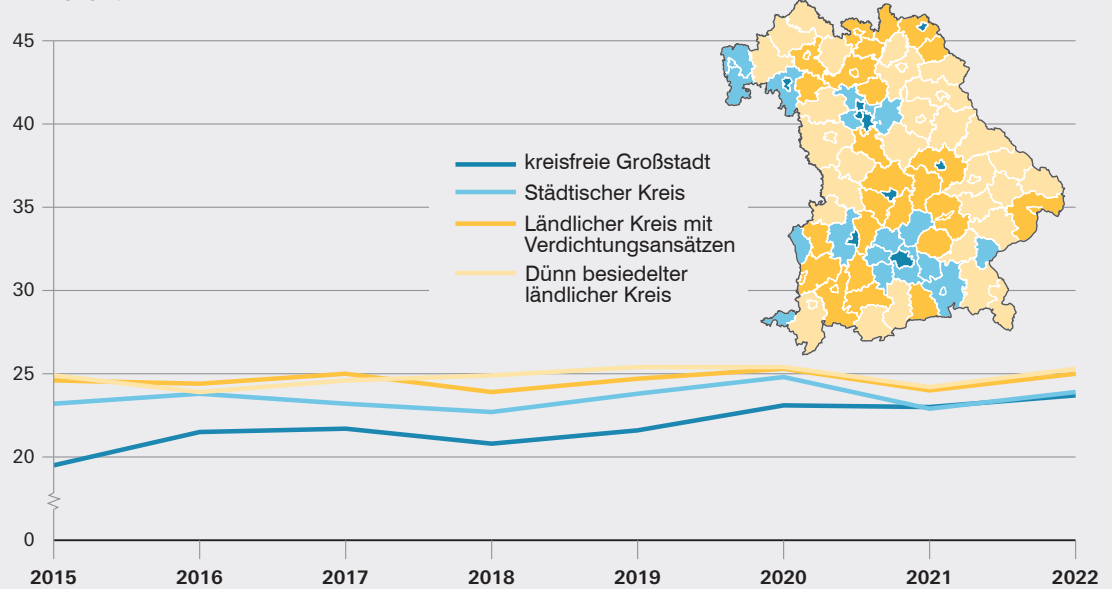 45
40
35
30
25
20
0
kreisfreie Großstadt
Städtischer Kreis
Ländlicher Kreis mit
Verdichtungsansätzen
Dünn besiedelter
ländlicher Kreis
2015 2016 2017 2018 2019 2020 2021 2022